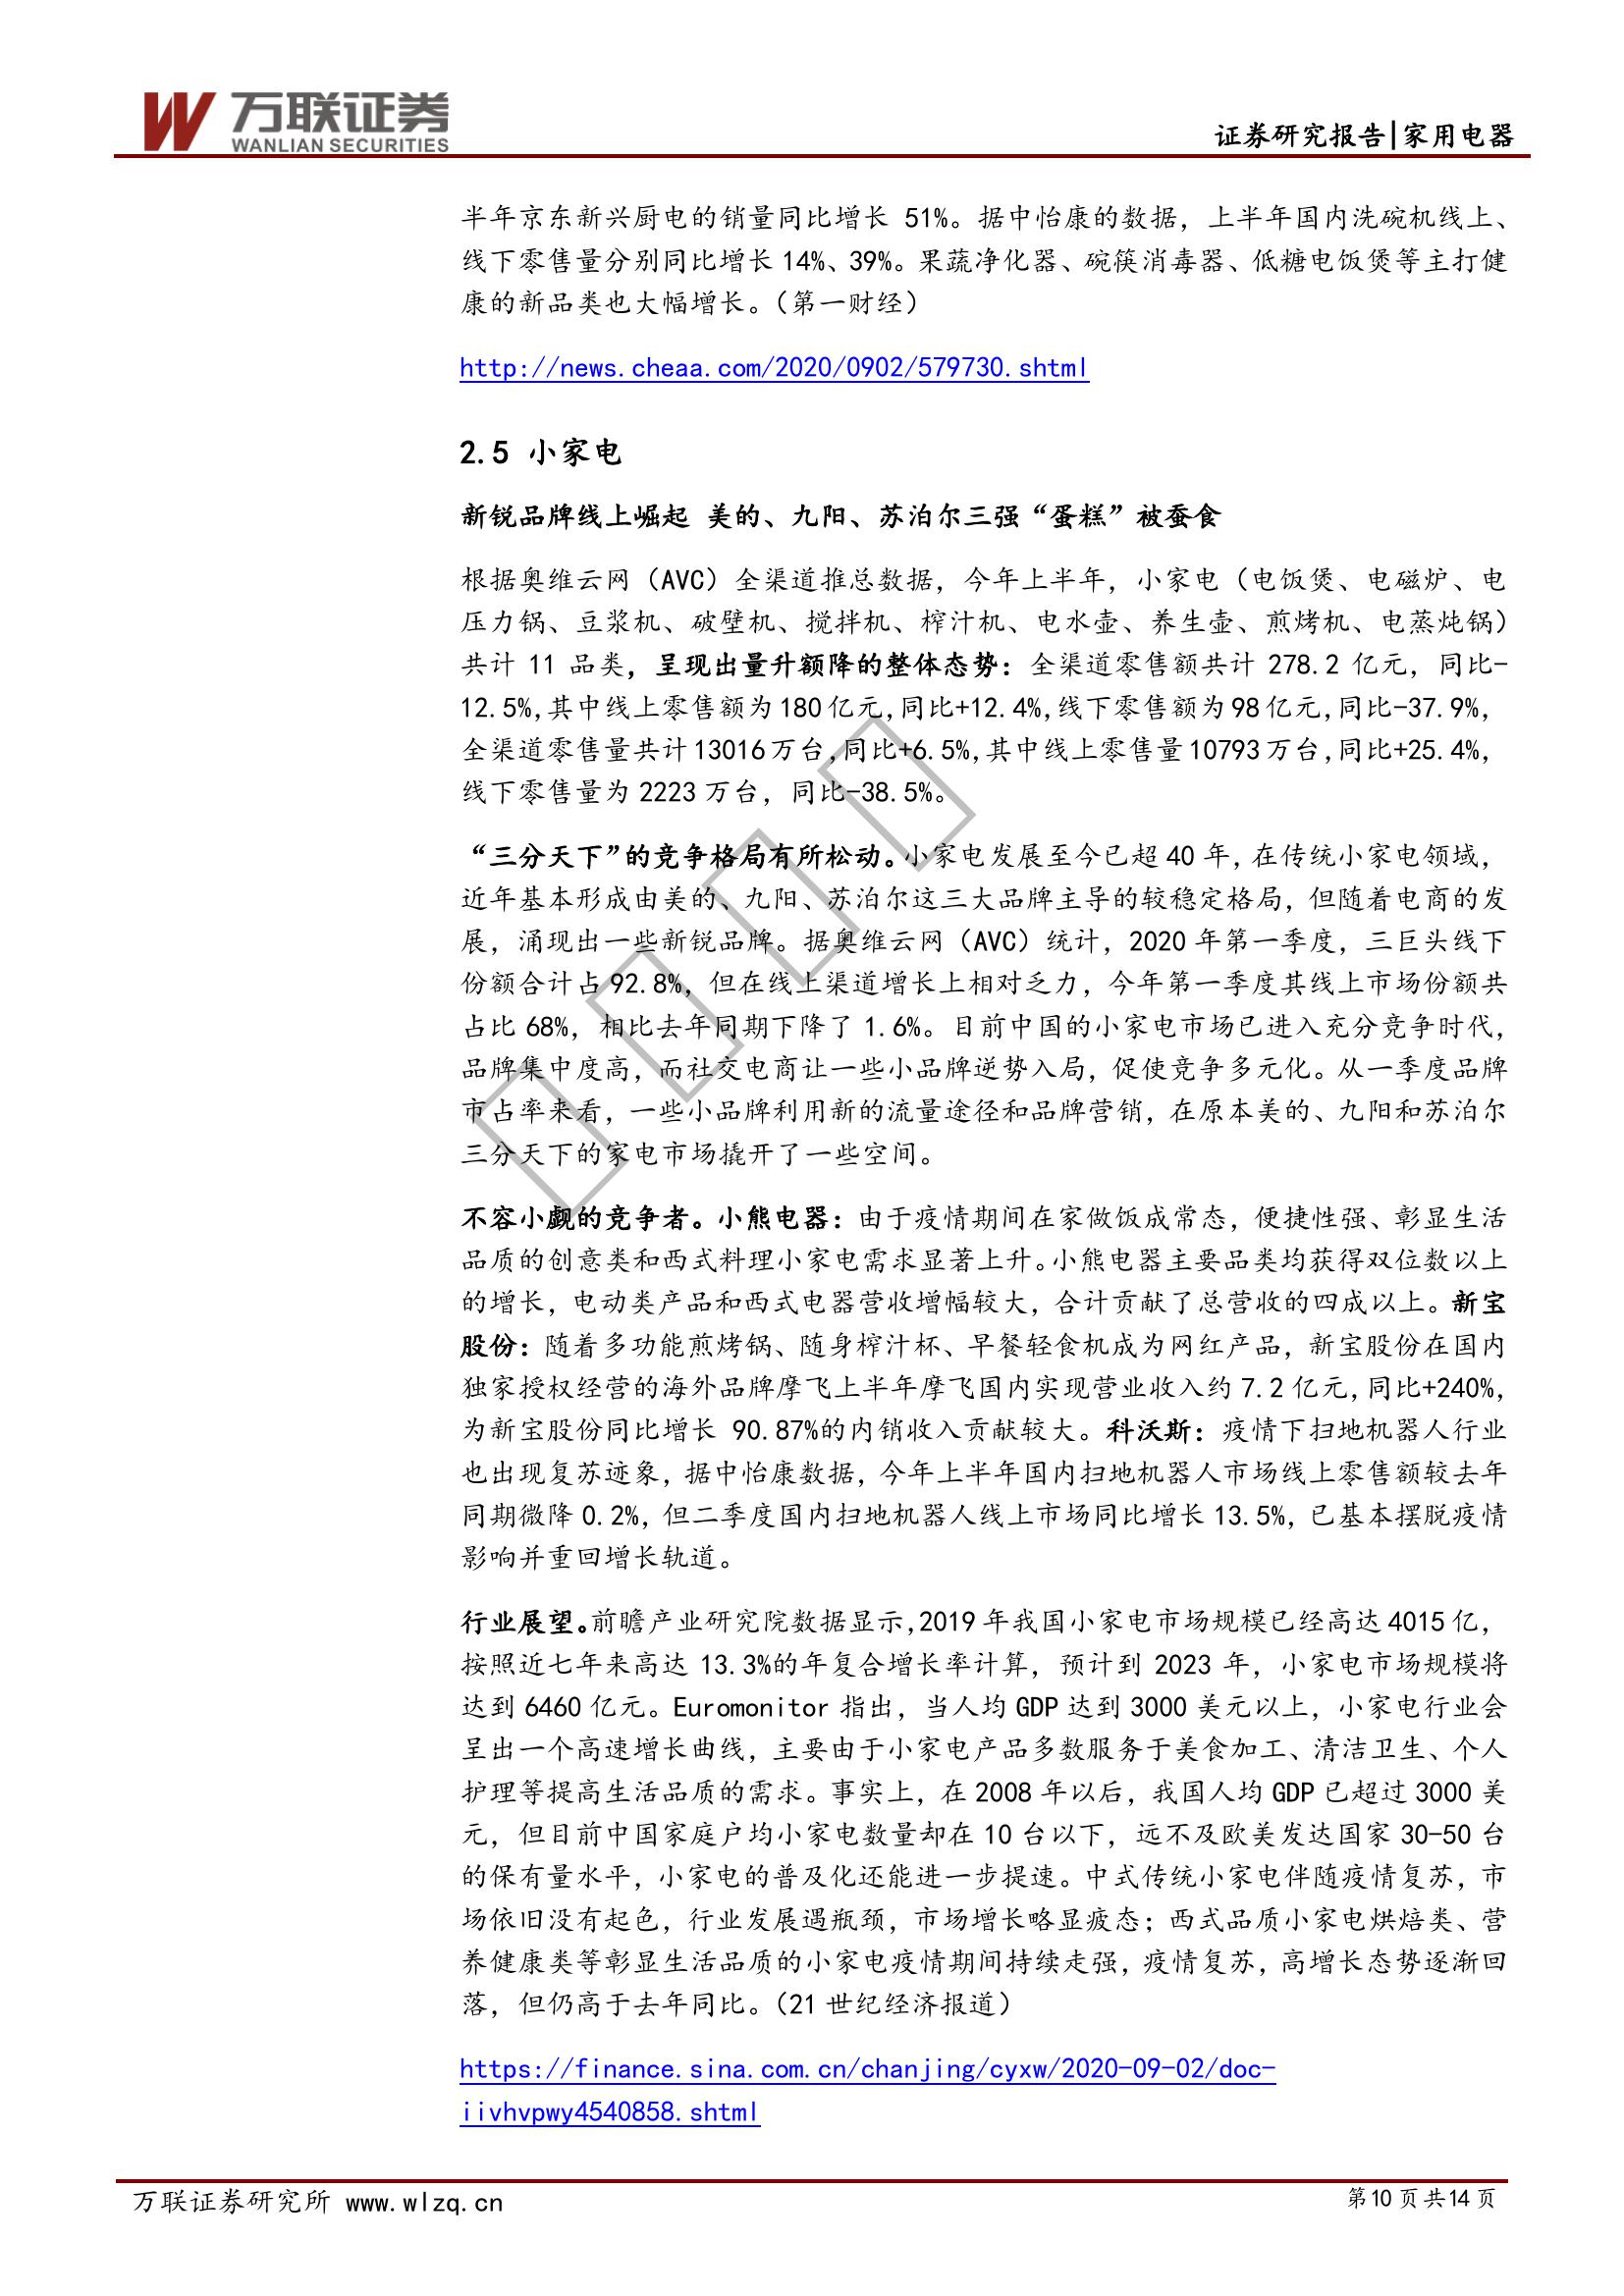 万联证券
WANLIAN SECURITIES
证券研究报告|家用电器
半年京东新兴厨电的销量同比增长 51%。据中怡康的数据，上半年国内洗碗机线上、
线下零售量分别同比增长 14%、39%。果蔬净化器、碗筷消毒器、低糖电饭煲等主打健
康的新品类也大幅增长。（第一财经）
http://news.cheaa.com/2020/0902/579730.shtml
2.5 小家电
新锐品牌线上崛起 美的、九阳、苏泊尔三强“蛋糕”被蚕食
根据奥维云网（AVC）全渠道推总数据，今年上半年，小家电（电饭煲、电磁炉、电
压力锅、豆浆机、破壁机、搅拌机、榨汁机、电水壶、养生壶、煎烤机、电蒸炖锅）
共计 11 品类，呈现出量升额降的整体态势：全渠道零售额共计 278.2 亿元，同比-
12.5%,其中线上零售额为180亿元,同比+12.4%,线下零售额为98亿元,同比-37.9%,
全渠道零售量共计13016万台,同比+6.5%,其中线上零售量10793万台,同比+25.4%,
线下零售量为 2223 万台，同比-38.5%。
“三分天下”的竞争格局有所松动。小家电发展至今已超 40 年，在传统小家电领域，
近年基本形成由美的、九阳、苏泊尔这三大品牌主导的较稳定格局，但随着电商的发
展，涌现出一些新锐品牌。据奥维云网（AVC）统计，2020 年第一季度，三巨头线下
份额合计占 92.8%，但在线上渠道增长上相对乏力，今年第一季度其线上市场份额共
占比 68%，相比去年同期下降了 1.6%。目前中国的小家电市场已进入充分竞争时代，
品牌集中度高，而社交电商让一些小品牌逆势入局，促使竞争多元化。从一季度品牌
市占率来看，一些小品牌利用新的流量途径和品牌营销，在原本美的、九阳和苏泊尔
三分天下的家电市场撬开了一些空间。
不容小觑的竞争者。小熊电器：由于疫情期间在家做饭成常态，便捷性强、彰显生活
品质的创意类和西式料理小家电需求显著上升。小熊电器主要品类均获得双位数以上
的增长，电动类产品和西式电器营收增幅较大，合计贡献了总营收的四成以上。新宝
股份：随着多功能煎烤锅、随身榨汁杯、早餐轻食机成为网红产品，新宝股份在国内
独家授权经营的海外品牌摩飞上半年摩飞国内实现营业收入约 7.2 亿元,同比+240%,
为新宝股份同比增长 90.87%的内销收入贡献较大。科沃斯：疫情下扫地机器人行业
也出现复苏迹象，据中怡康数据，今年上半年国内扫地机器人市场线上零售额较去年
同期微降 0.2%，但二季度国内扫地机器人线上市场同比增长 13.5%，已基本摆脱疫情
影响并重回增长轨道。
行业展望。前瞻产业研究院数据显示,2019 年我国小家电市场规模已经高达 4015 亿，
按照近七年来高达 13.3%的年复合增长率计算，预计到 2023 年，小家电市场规模将
达到 6460 亿元。Euromonitor 指出，当人均 GDP 达到 3000 美元以上，小家电行业会
呈出一个高速增长曲线，主要由于小家电产品多数服务于美食加工、清洁卫生、个人
护理等提高生活品质的需求。事实上，在 2008 年以后，我国人均 GDP 已超过 3000 美
元，但目前中国家庭户均小家电数量却在 10 台以下，远不及欧美发达国家 30-50 台
的保有量水平，小家电的普及化还能进一步提速。中式传统小家电伴随疫情复苏，市
场依旧没有起色，行业发展遇瓶颈，市场增长略显疲态；西式品质小家电烘焙类、营
养健康类等彰显生活品质的小家电疫情期间持续走强，疫情复苏，高增长态势逐渐回
落，但仍高于去年同比。（21 世纪经济报道）
https://finance.sina.com.cn/chanjing/cyxw/2020-09-02/doc-
iivhvpwy4540858.shtml
万联证券研究所 www.wlzq.cn
第10页共14页